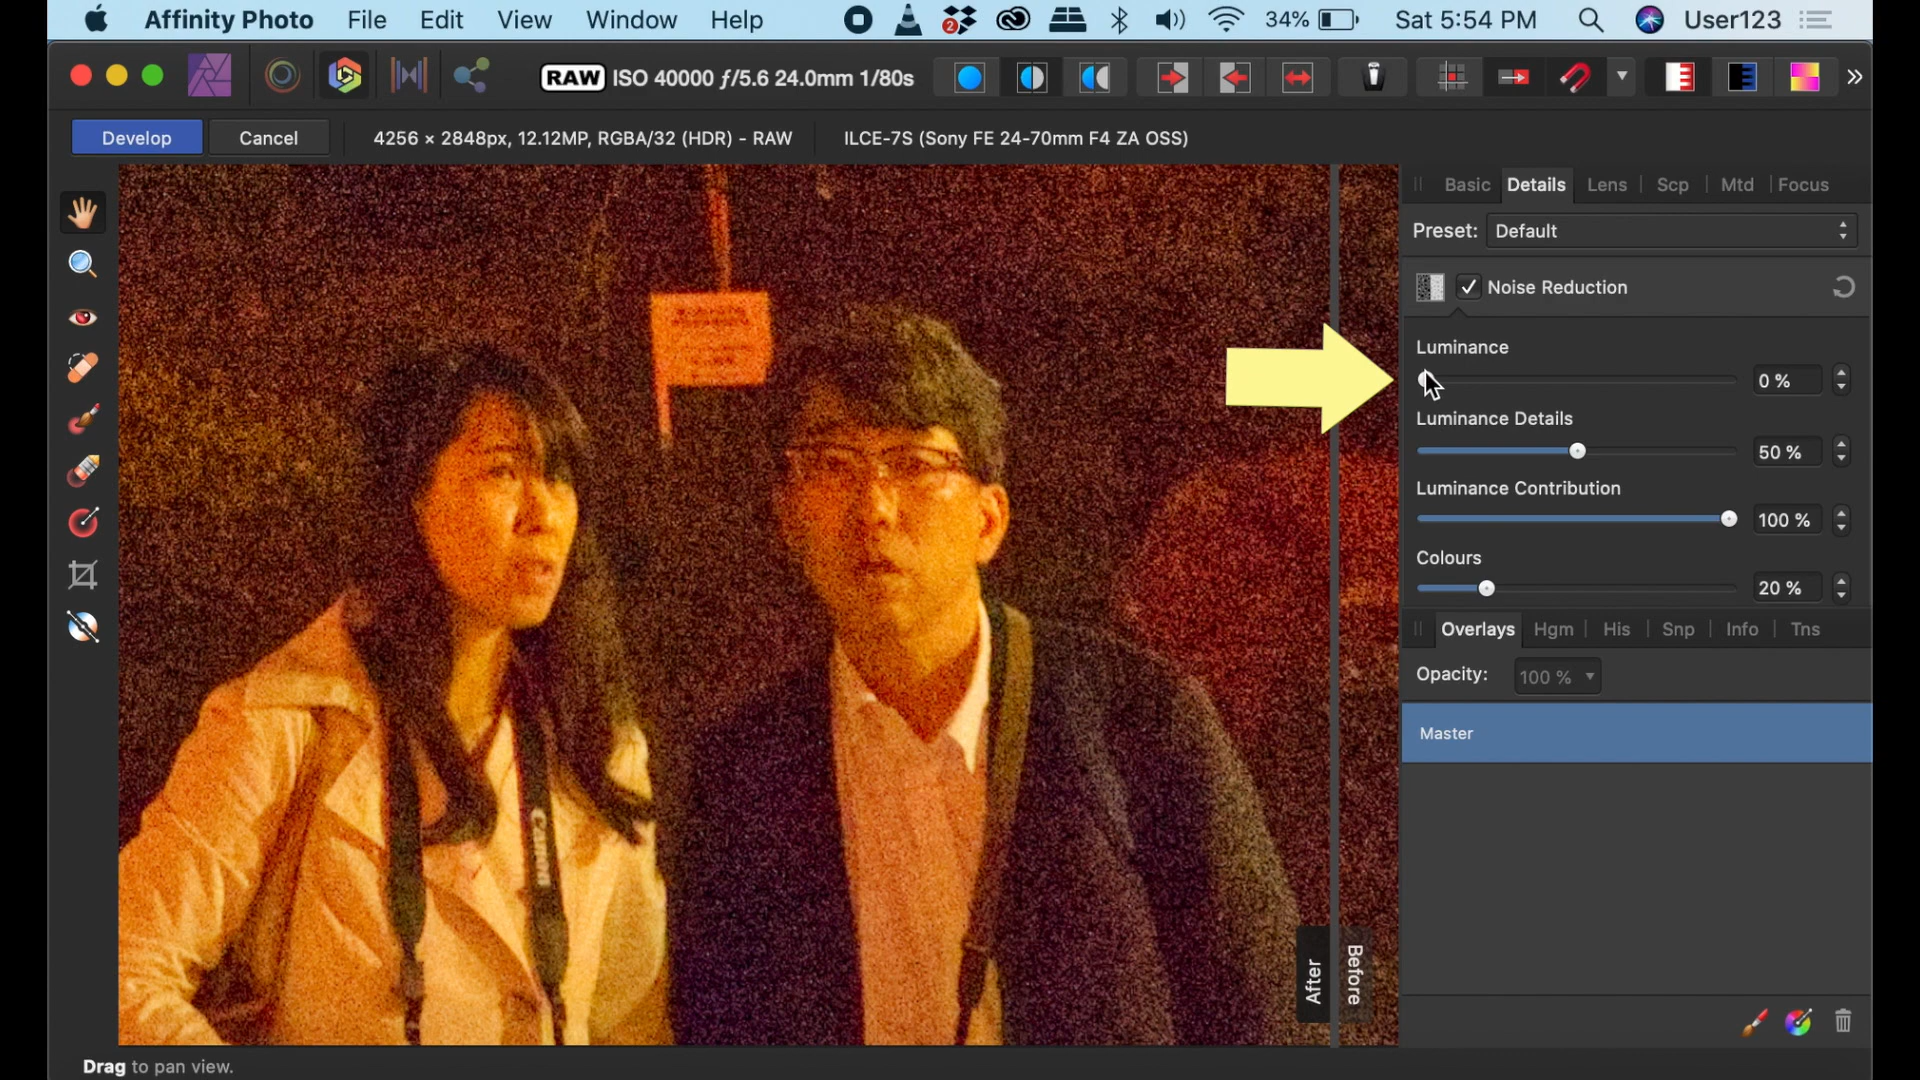 Affinity Photo File Edit View Window Help 2 34% Sat 5:54 PM User123
RAW ISO 40000 ƒ/5.6 24.0mm 1/80s
Develop Cancel 4256 × 2848px, 12.12MP, RGBA/32 (HDR) - RAW ILCE-7S (Sony FE 24-70mm F4 ZA OSS)
Basic Details Lens Scp Mtd Focus
Preset: Default
Noise Reduction
Luminance
0 %
Luminance Details
50 %
Luminance Contribution
100 %
Colours
20 %
Overlays Hgm His Snp Info Tns
Opacity: 100 %
Master
Canon
After
Before
Drag to pan view.